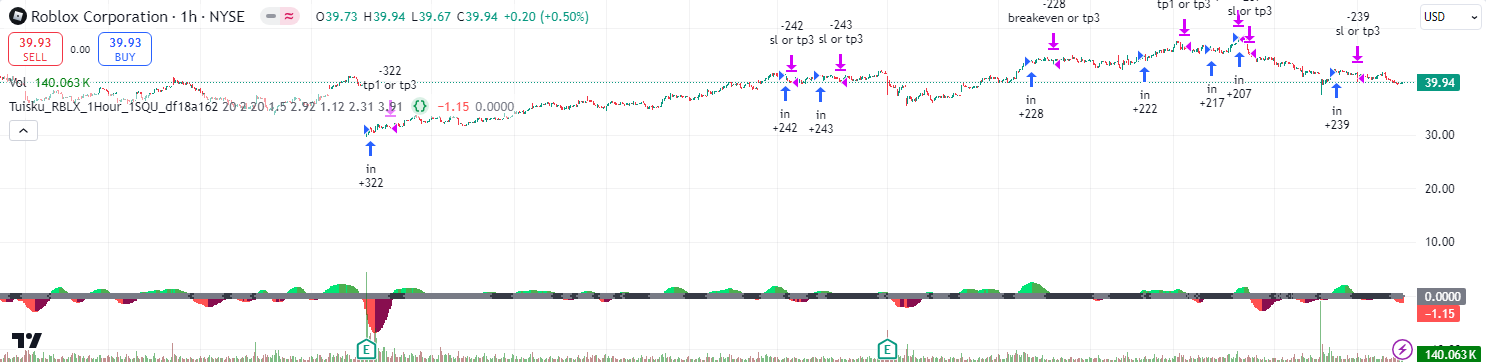 Roblox Corporation · 1h · NYSE O39.73 H39.94 L39.67 C39.94 +0.20 (+0.50%)
USD
39.93
SELL
0.00
39.93
BUY
Vol 140.063 K
Tuisku_RBLX_1Hour_1SQU_df18a162 20 2 20 1.5 2.92 1.12 2.31 3.91 −1.15 0.0000
-322
tp1 or tp3
in
+322
-242
sl or tp3
in
+242
-243
sl or tp3
in
+243
-228
breakeven or tp3
in
+228
tp1 or tp3
in
+222
in
+217
sl or tp3
in
+207
-239
sl or tp3
in
+239
39.94
30.00
20.00
10.00
0.0000
−1.15
140.063 K
E
E